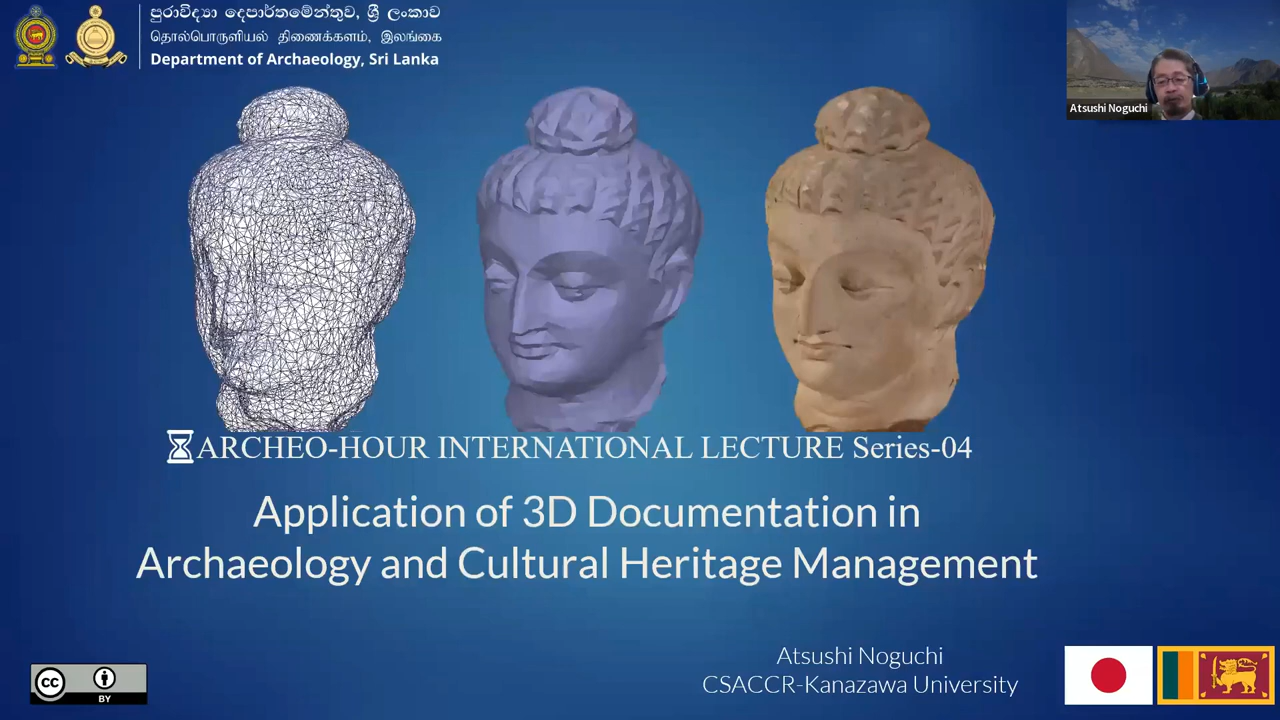 පුරාවිද්‍යා දෙපාර්තමේන්තුව, ශ්‍රී ලංකාව
தொல்பொருளியல் திணைக்களம், இலங்கை
Department of Archaeology, Sri Lanka
Atsushi Noguchi
ARCHEO-HOUR INTERNATIONAL LECTURE Series-04
Application of 3D Documentation in
Archaeology and Cultural Heritage Management
Atsushi Noguchi
CSACCR-Kanazawa University
cc
BY